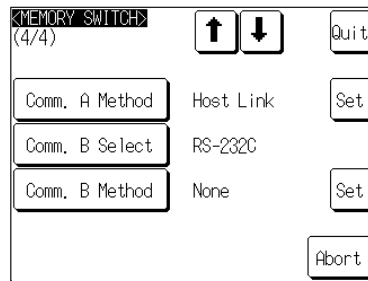 <MEMORY SWITCH>
(4/4) ↑ ↓ Quit
Comm. A Method Host Link Set
Comm. B Select RS-232C
Comm. B Method None Set
Abort